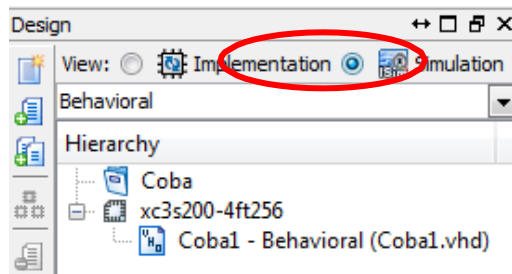 Design
View: Implementation Simulation
Behavioral
Hierarchy
Coba
xc3s200-4ft256
Coba1 - Behavioral (Coba1.vhd)